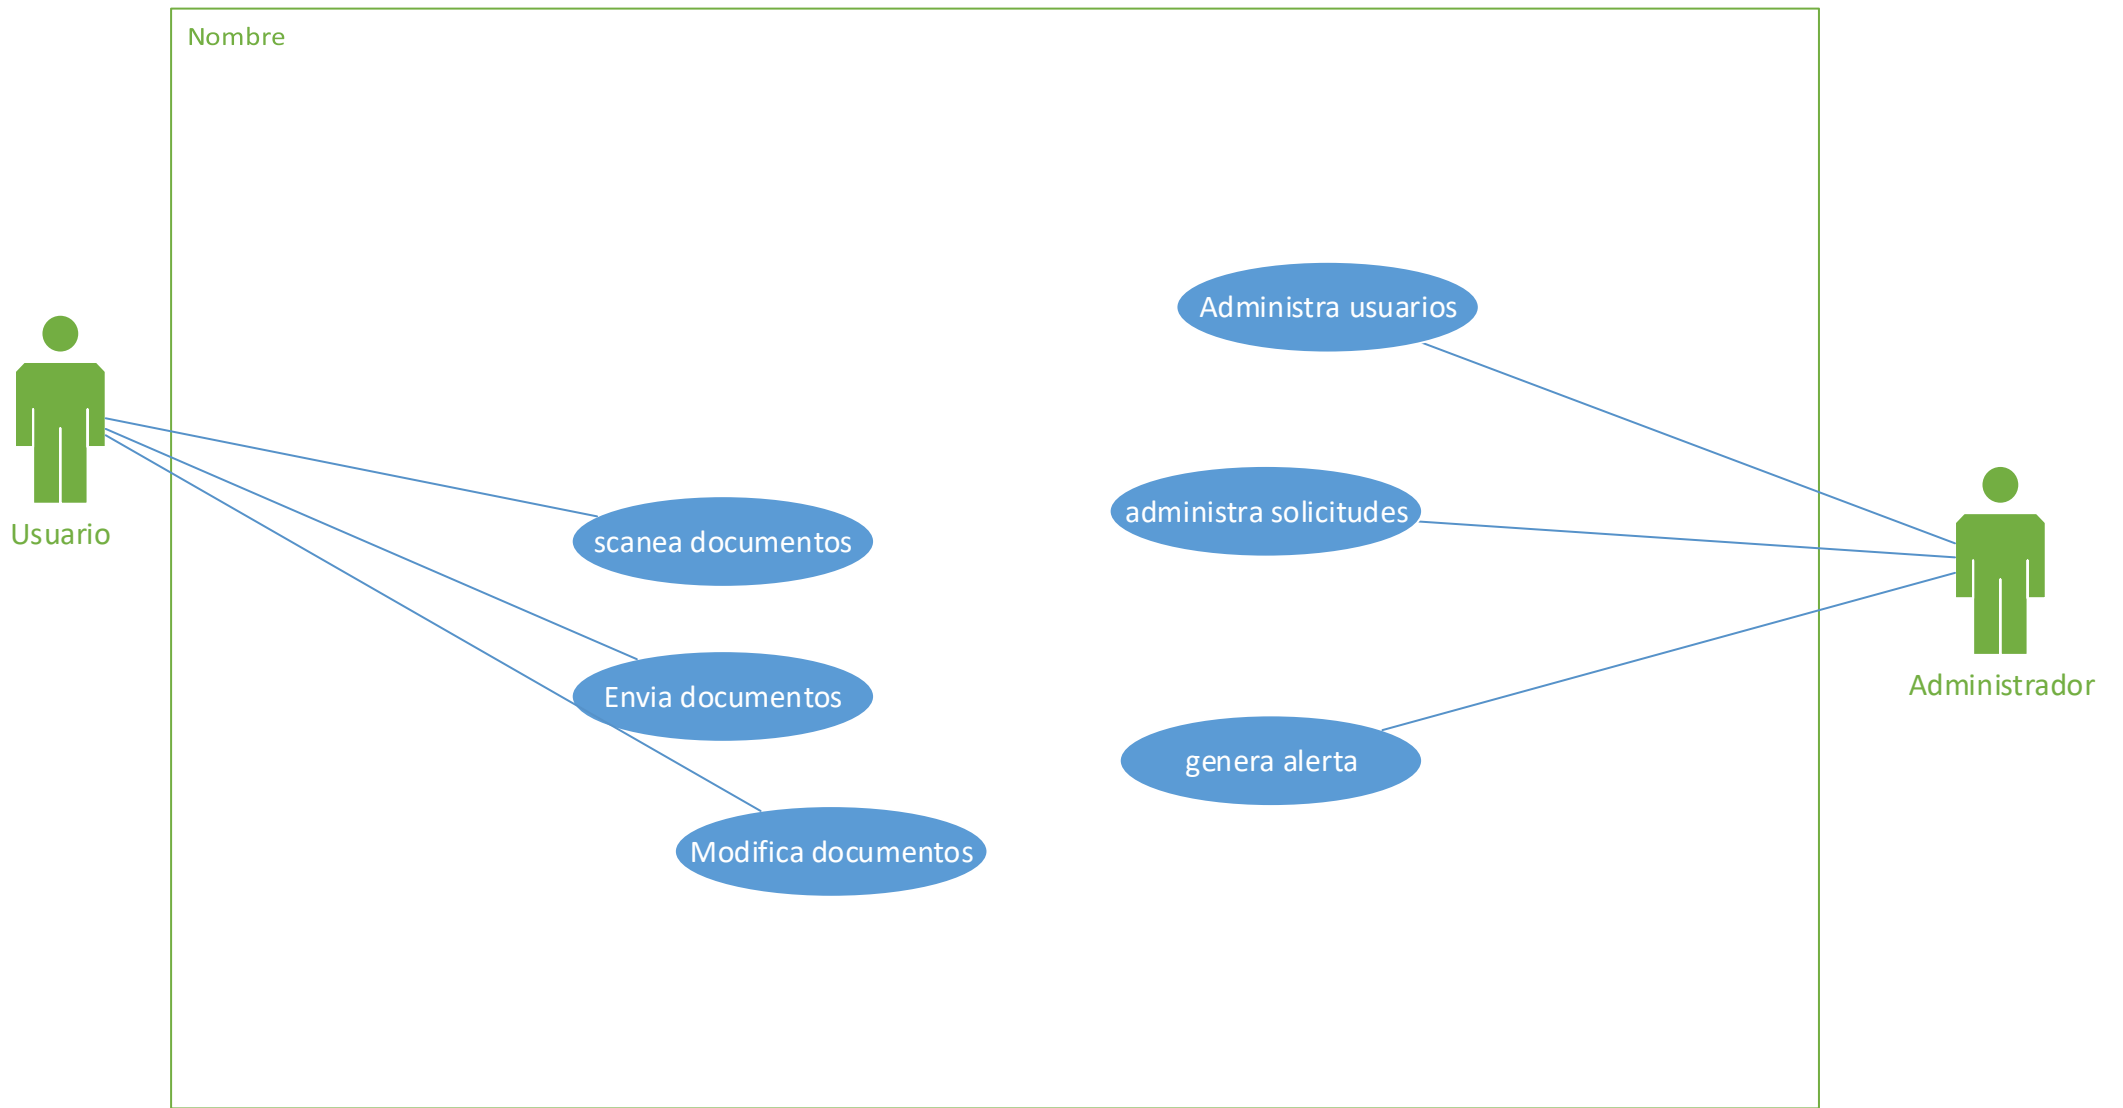 Nombre
Usuario
scanea documentos
Envia documentos
Modifica documentos
Administra usuarios
administra solicitudes
genera alerta
Administrador